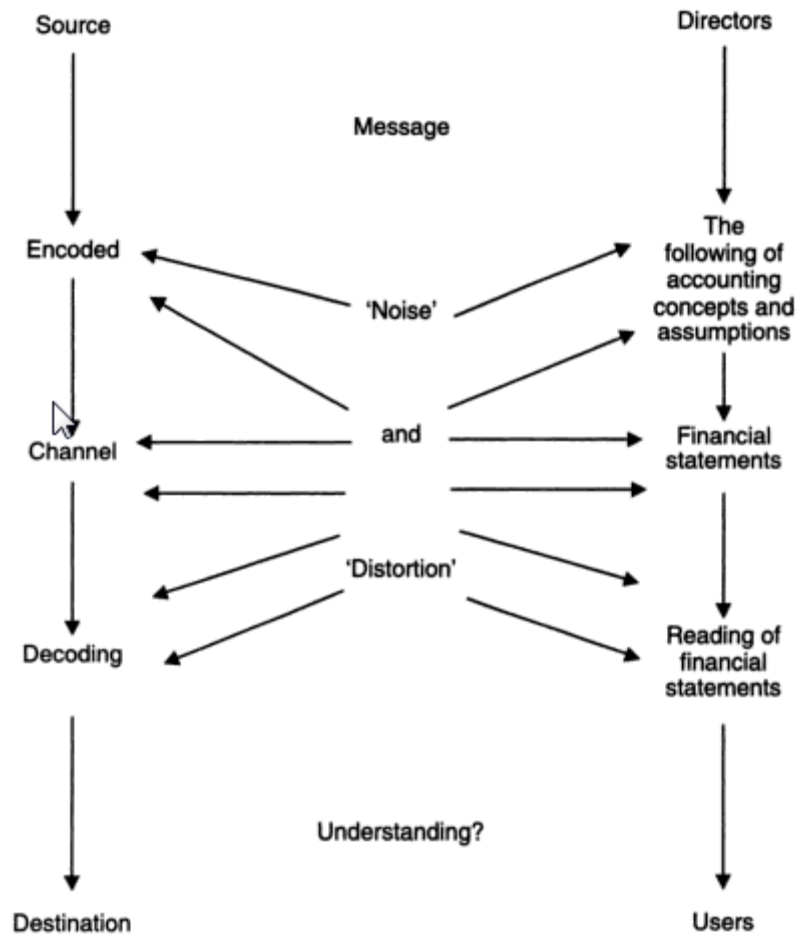 Source
Directors
Message
Encoded
The
following of
accounting
concepts and
assumptions
‘Noise’
Channel
and
Financial
statements
‘Distortion’
Decoding
Reading of
financial
statements
Understanding?
Destination
Users